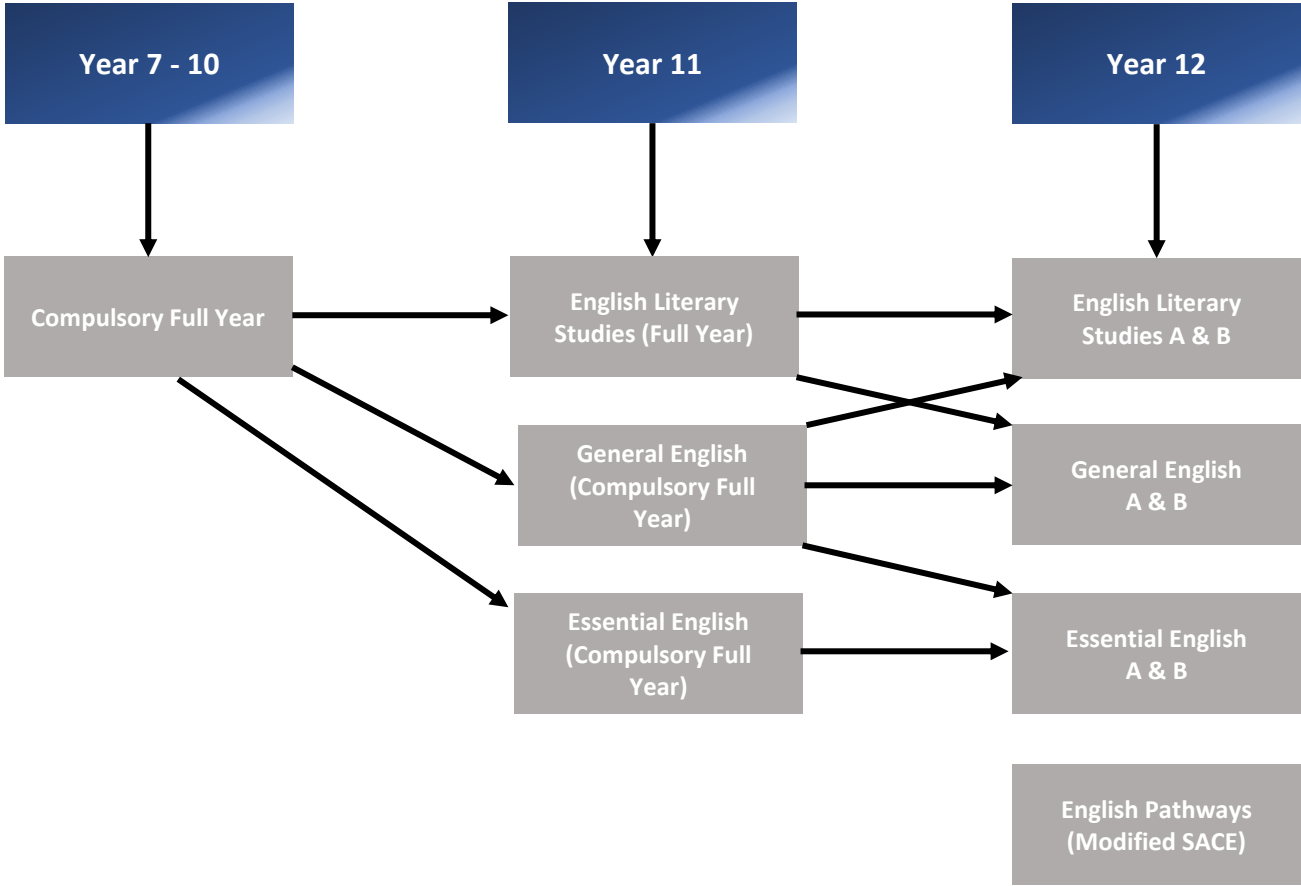 Year 7 - 10
Year 11
Year 12
Compulsory Full Year
English Literary
Studies (Full Year)
English Literary
Studies A & B
General English
(Compulsory Full
Year)
General English
A & B
Essential English
(Compulsory Full
Year)
Essential English
A & B
English Pathways
(Modified SACE)